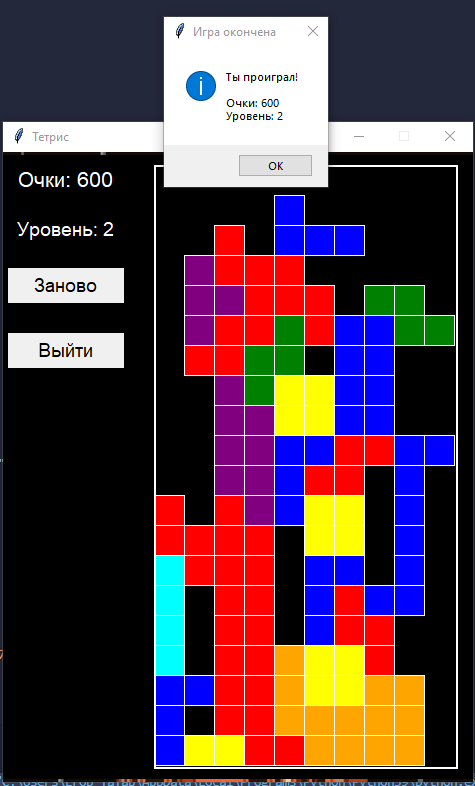 Игра окончена
Ты проиграл!
Очки: 600
Уровень: 2
OK
Тетрис
Очки: 600
Уровень: 2
Заново
Выйти